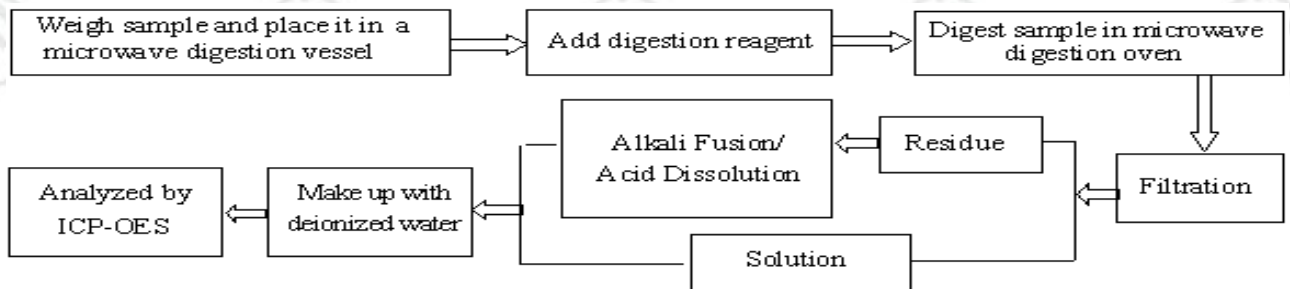 Weigh sample and place it in a
microwave digestion vessel
Add digestion reagent
Digest sample in microwave
digestion oven
Filtration
Residue
Alkali Fusion/
Acid Dissolution
Solution
Make up with
deionized water
Analyzed by
ICP-OES